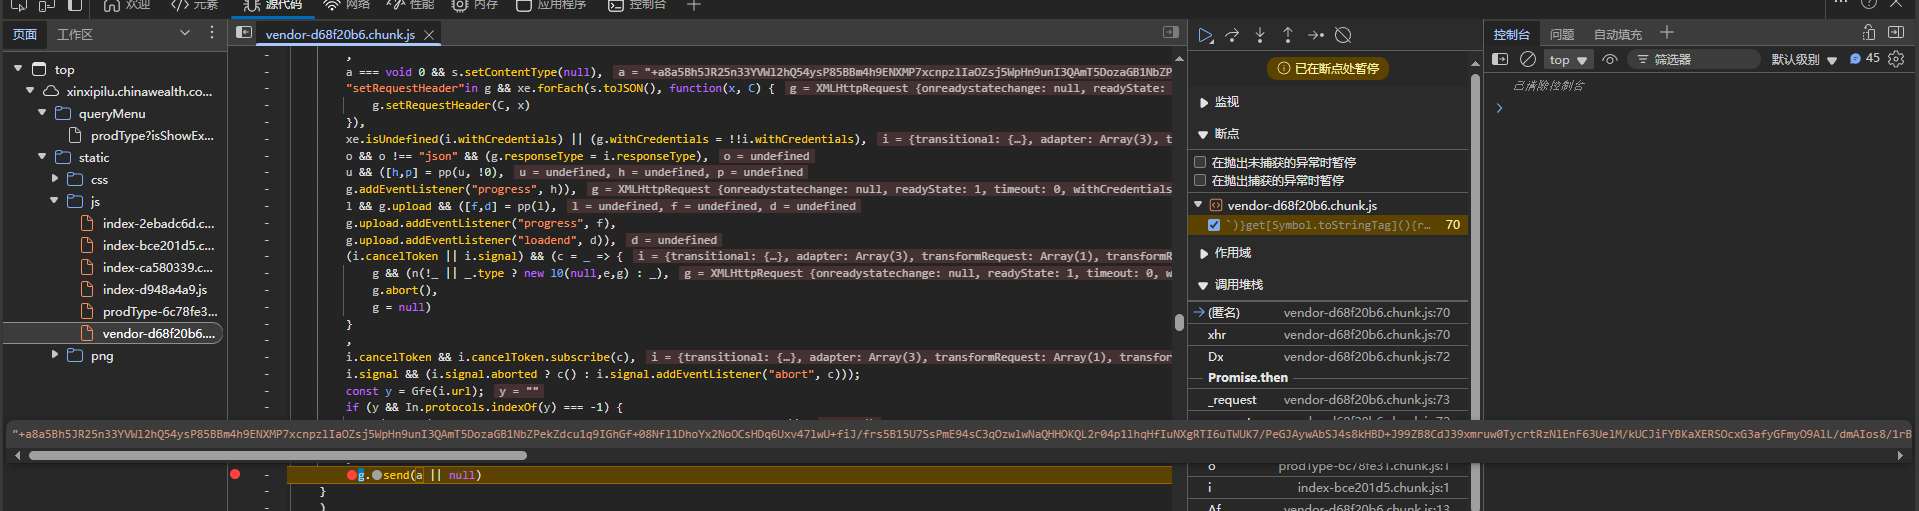 欢迎 元素 源代码 网络 性能 内存 应用程序 控制台
页面 工作区
top
xinxipilu.chinawealth.co...
queryMenu
prodType?isShowEx...
static
css
js
index-2ebadc6d.c...
index-bce201d5.c...
index-ca580339.c...
index-d948a4a9.js
prodType-6c78fe3...
vendor-d68f20b6....
png
vendor-d68f20b6.chunk.js
,
a === void 0 && s.setContentType(null), a = "+a8a5Bh5JR25n33YVWl2hQ54ysP85BBm4h9ENXMP7xcnpzlIaOZsj5WpHn9unI3QAmT5DozaGB1NbZP
"setRequestHeader"in g && xe.forEach(s.toJSON(), function(x, C) { g = XMLHttpRequest {onreadystatechange: null, readyState:
g.setRequestHeader(C, x)
}),
xe.isUndefined(i.withCredentials) || (g.withCredentials = !!i.withCredentials), i = {transitional: {…}, adapter: Array(3), t
o && o !== "json" && (g.responseType = i.responseType), o = undefined
u && ([h,p] = pp(u, !0), u = undefined, h = undefined, p = undefined
g.addEventListener("progress", h)), g = XMLHttpRequest {onreadystatechange: null, readyState: 1, timeout: 0, withCredentials
l && g.upload && ([f,d] = pp(l), l = undefined, f = undefined, d = undefined
g.upload.addEventListener("progress", f),
g.upload.addEventListener("loadend", d)), d = undefined
(i.cancelToken || i.signal) && (c = _ => { i = {transitional: {…}, adapter: Array(3), transformRequest: Array(1), transformR
g && (n(!_ || _.type ? new l0(null,e,g) : _), g = XMLHttpRequest {onreadystatechange: null, readyState: 1, timeout: 0, w
g.abort(),
g = null)
}
,
i.cancelToken && i.cancelToken.subscribe(c), i = {transitional: {…}, adapter: Array(3), transformRequest: Array(1), transfor
i.signal && (i.signal.aborted ? c() : i.signal.addEventListener("abort", c)));
const y = Gfe(i.url); y = ""
if (y && In.protocols.indexOf(y) === -1) {
"+a8a5Bh5JR25n33YVWl2hQ54ysP85BBm4h9ENXMP7xcnpzlIaOZsj5WpHn9unI3QAmT5DozaGB1NbZPekZdcu1q9IGhGf+08Nfl1DhoYx2NoOCsHDq6Uxv47lwU+fiJ/frs5B15U7SsPmE94sC3qOzwlwNaQHHOKQL2r04p1lhqHfIuNXgRTI6uTWUK7/PeGJAywAbSJ4s8kHBD+J99ZB8CdJ39xmruw0TycrtRzNlEnF63UelM/kUCJiFYBKaXERSOcxG3afyGFmyO9AlL/dmAIos8/1rB
g.send(a || null)
}
)
已在断点处暂停
监视
断点
在抛出未捕获的异常时暂停
在抛出捕获的异常时暂停
vendor-d68f20b6.chunk.js
`)}get[Symbol.toStringTag](){r... 70
作用域
调用堆栈
(匿名) vendor-d68f20b6.chunk.js:70
xhr vendor-d68f20b6.chunk.js:70
Dx vendor-d68f20b6.chunk.js:72
Promise.then
_request vendor-d68f20b6.chunk.js:73
o prodType-6c78fe31.chunk.js:1
i index-bce201d5.chunk.js:1
Af vendor-d68f20b6.chunk.js:13
控制台 问题 自动填充
top 筛选器 默认级别 45
已清除控制台